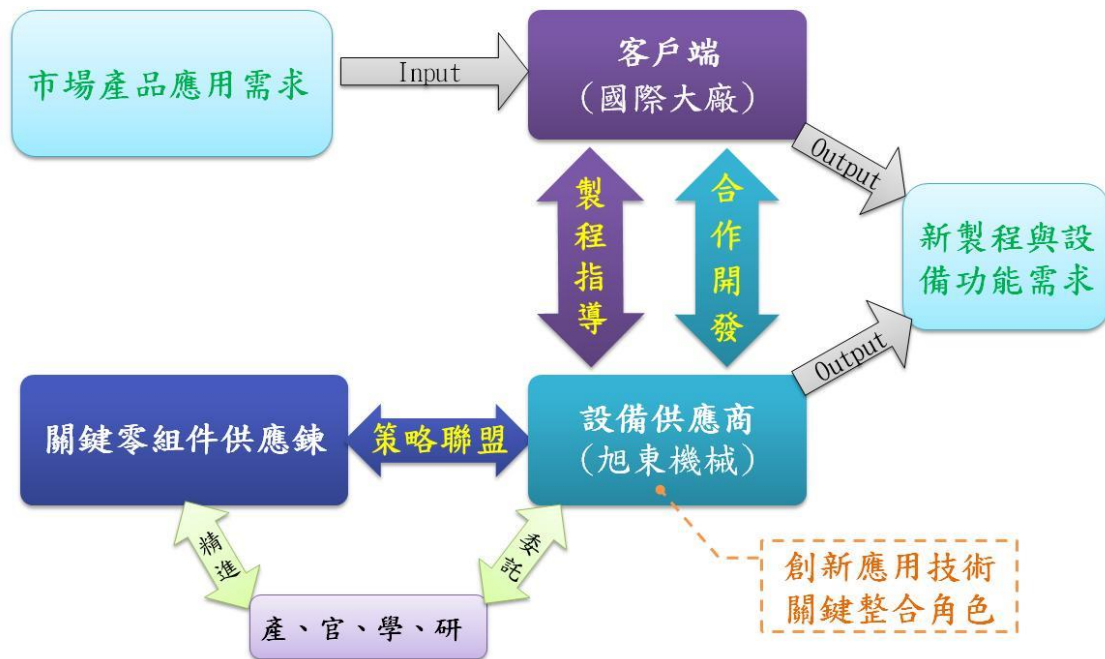 市場產品應用需求
Input
客戶端
(國際大廠)
Output
製程指導
合作開發
新製程與設
備功能需求
Output
關鍵零組件供應鍊
策略聯盟
設備供應商
(旭東機械)
精進
委託
創新應用技術
關鍵整合角色
產、官、學、研